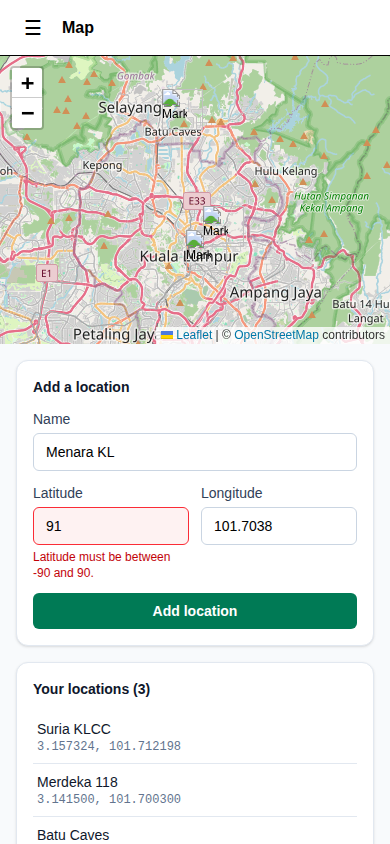 ☰ Map
+
−
Gombak
Selayang
Mark
Batu Caves
Kepong
Hulu Kelang
Hutan Simpanan
Kekal Ampang
E33
Mark
Kuala Lumpur
Mark
E1
Ampang Jaya
Batu 14 Hu
Langat
Petaling Jay
Leaflet | © OpenStreetMap contributors
Add a location
Name
Menara KL
Latitude
Longitude
91
101.7038
Latitude must be between
-90 and 90.
Add location
Your locations (3)
Suria KLCC
3.157324, 101.712198
Merdeka 118
3.141500, 101.700300
Batu Caves